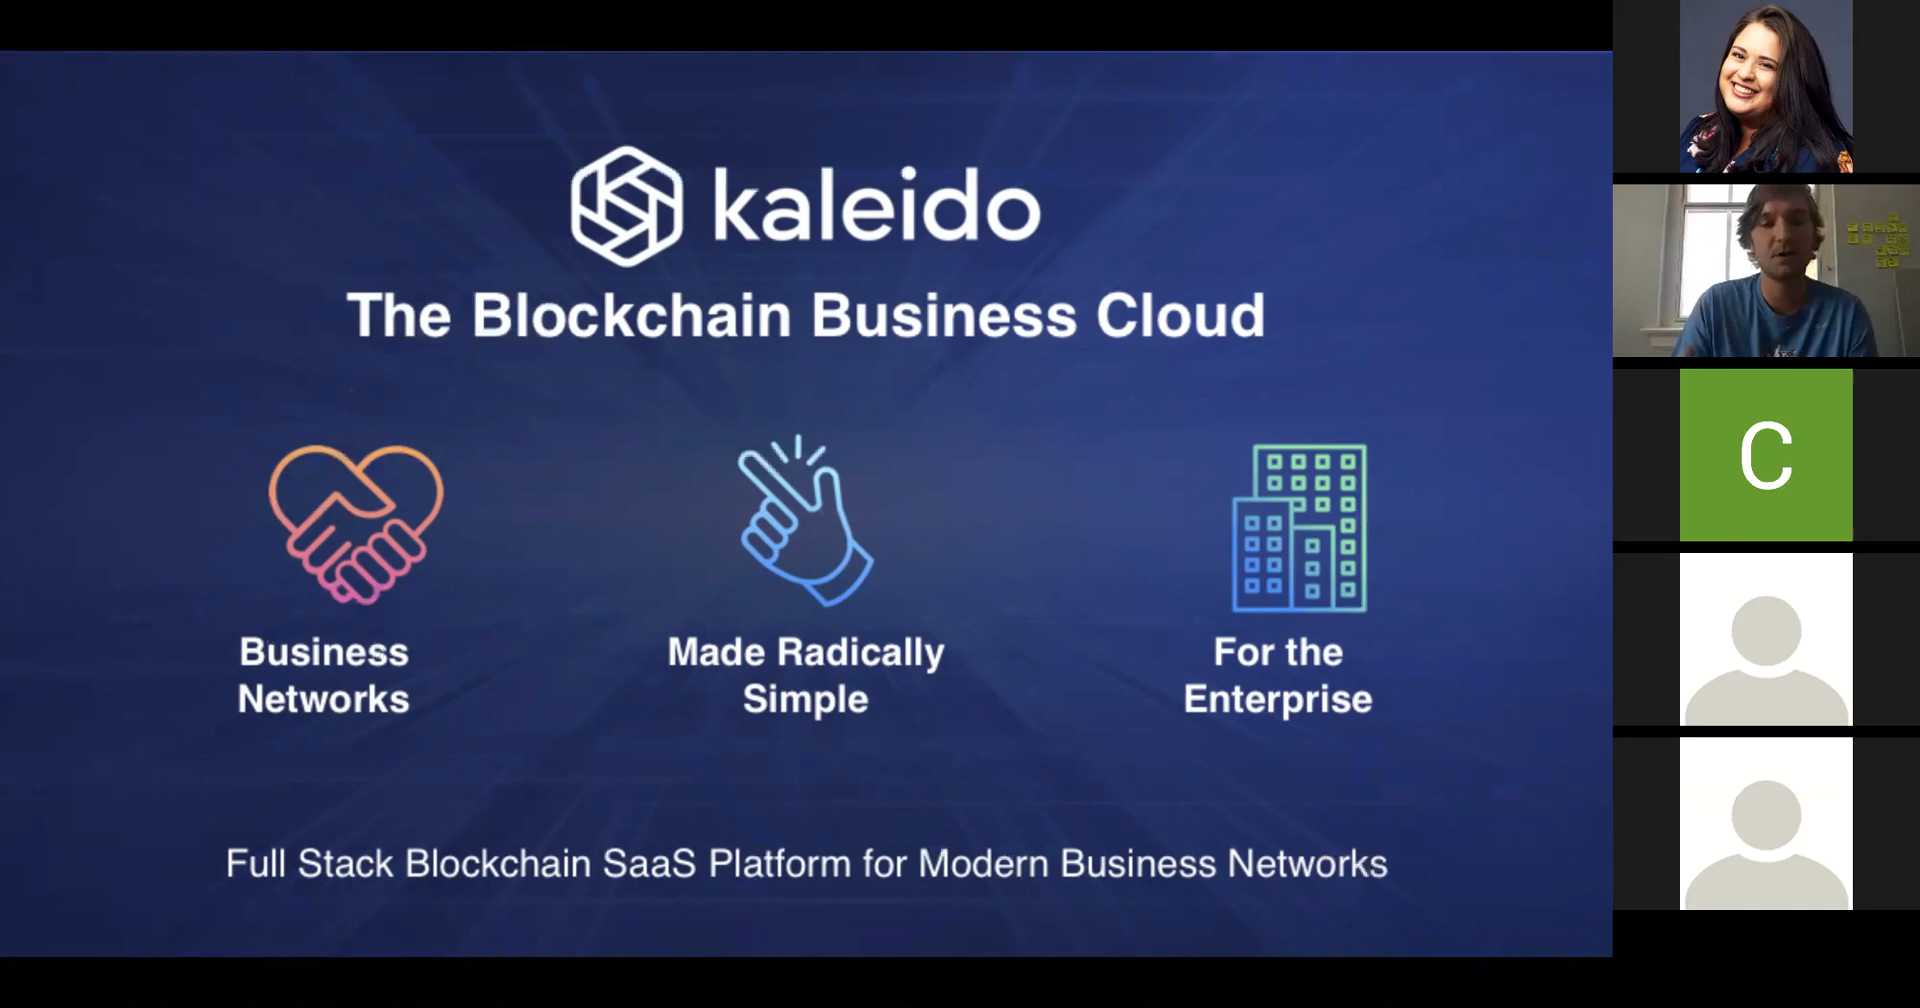 kaleido
The Blockchain Business Cloud
Business
Networks
Made Radically
Simple
For the
Enterprise
Full Stack Blockchain SaaS Platform for Modern Business Networks
C